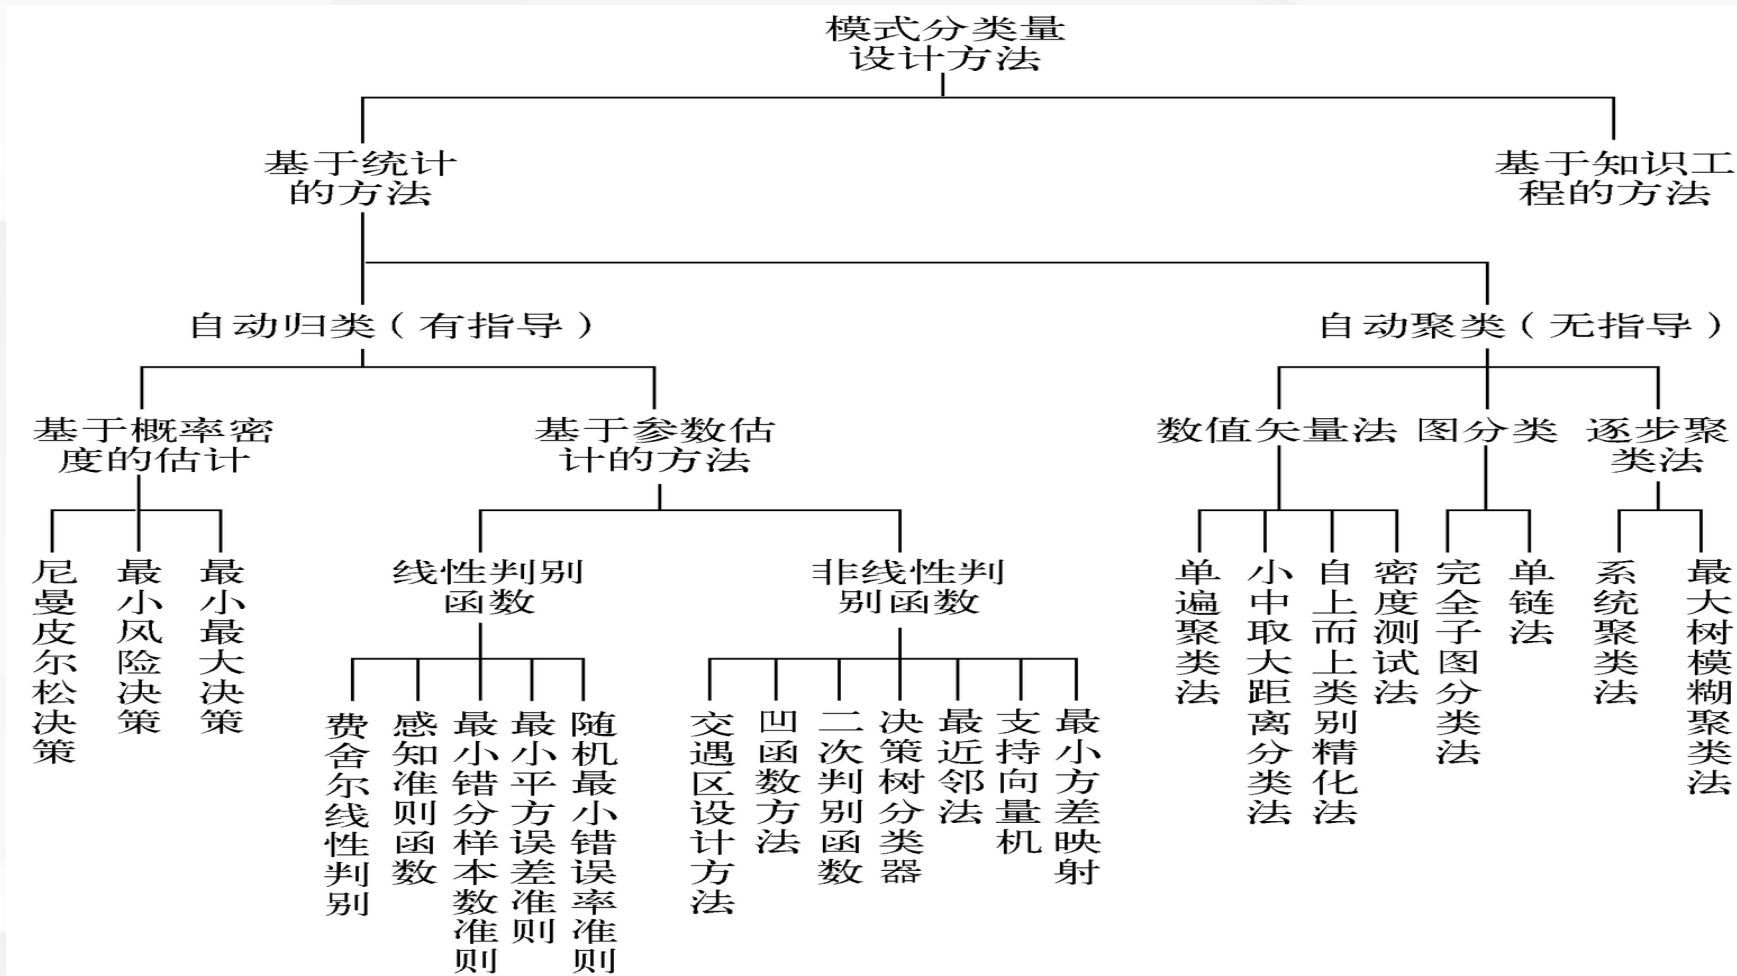 模式分类量
设计方法
基于统计
的方法
基于知识工
程的方法
自动归类（有指导）
自动聚类（无指导）
基于概率密
度的估计
基于参数估
计的方法
数值矢量法
图分类
逐步聚
类法
尼曼皮尔松决策
最小风险决策
最小最大决策
线性判别
函数
非线性判
别函数
单遍聚类法
小中取大距离分类法
自上而上类别精化法
密度测试法
完全子图分类法
单链法
系统聚类法
最大树模糊聚类法
费舍尔线性判别
感知准则函数
最小错分样本数准则
最小平方误差准则
随机最小错误率准则
交遇区设计方法
凹函数方法
二次判别函数
决策树分类器
最近邻法
支持向量机
最小方差映射